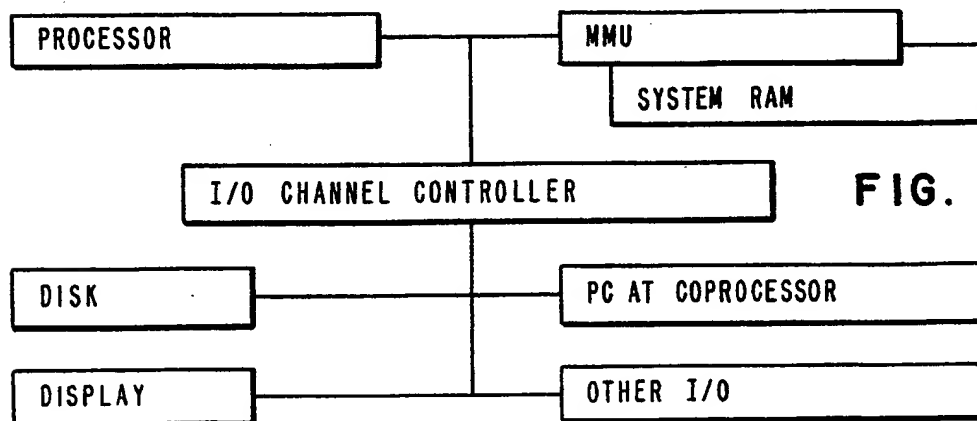 PROCESSOR
MMU
SYSTEM RAM
I/O CHANNEL CONTROLLER
FIG.
DISK
PC AT COPROCESSOR
DISPLAY
OTHER I/O